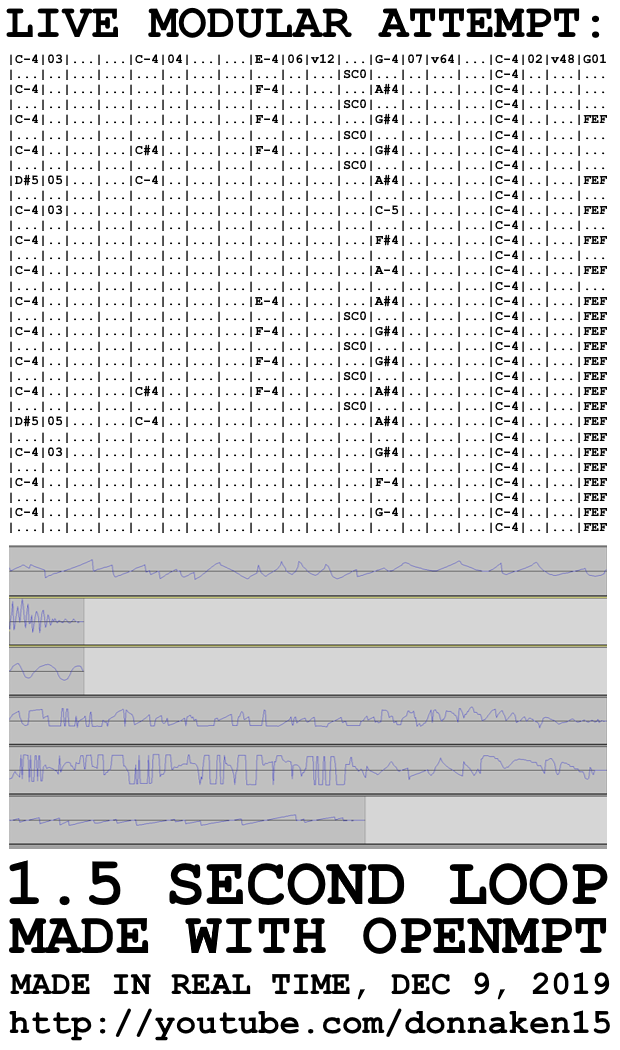 LIVE MODULAR ATTEMPT:
|C-4|03|...|...|C-4|04|...|...|E-4|06|v12|...|G-4|07|v64|...|C-4|02|v48|G01
|...|..|...|...|...|..|...|...|...|..|...|SC0|...|..|...|...|C-4|..|...|...
|C-4|..|...|...|...|..|...|...|F-4|..|...|...|A#4|..|...|...|C-4|..|...|...
|...|..|...|...|...|..|...|...|...|..|...|SC0|...|..|...|...|C-4|..|...|...
|C-4|..|...|...|...|..|...|...|F-4|..|...|...|G#4|..|...|...|C-4|..|...|FEF
|...|..|...|...|...|..|...|...|...|..|...|SC0|...|..|...|...|C-4|..|...|...
|C-4|..|...|...|C#4|..|...|...|F-4|..|...|...|G#4|..|...|...|C-4|..|...|...
|...|..|...|...|...|..|...|...|...|..|...|SC0|...|..|...|...|C-4|..|...|...
|D#5|05|...|...|C-4|..|...|...|...|..|...|...|A#4|..|...|...|C-4|..|...|FEF
|...|..|...|...|...|..|...|...|...|..|...|...|...|..|...|...|C-4|..|...|...
|C-4|03|...|...|...|..|...|...|...|..|...|...|C-5|..|...|...|C-4|..|...|FEF
|...|..|...|...|...|..|...|...|...|..|...|...|...|..|...|...|C-4|..|...|...
|C-4|..|...|...|...|..|...|...|...|..|...|...|F#4|..|...|...|C-4|..|...|FEF
|...|..|...|...|...|..|...|...|...|..|...|...|...|..|...|...|C-4|..|...|...
|C-4|..|...|...|...|..|...|...|...|..|...|...|A-4|..|...|...|C-4|..|...|FEF
|...|..|...|...|...|..|...|...|...|..|...|...|...|..|...|...|C-4|..|...|...
|C-4|..|...|...|...|..|...|...|E-4|..|...|...|A#4|..|...|...|C-4|..|...|FEF
|...|..|...|...|...|..|...|...|...|..|...|SC0|...|..|...|...|C-4|..|...|FEF
|C-4|..|...|...|...|..|...|...|F-4|..|...|...|G#4|..|...|...|C-4|..|...|FEF
|...|..|...|...|...|..|...|...|...|..|...|SC0|...|..|...|...|C-4|..|...|FEF
|C-4|..|...|...|...|..|...|...|F-4|..|...|...|G#4|..|...|...|C-4|..|...|FEF
|...|..|...|...|...|..|...|...|...|..|...|SC0|...|..|...|...|C-4|..|...|FEF
|C-4|..|...|...|C#4|..|...|...|F-4|..|...|...|A#4|..|...|...|C-4|..|...|FEF
|...|..|...|...|...|..|...|...|...|..|...|SC0|...|..|...|...|C-4|..|...|FEF
|D#5|05|...|...|C-4|..|...|...|...|..|...|...|A#4|..|...|...|C-4|..|...|FEF
|...|..|...|...|...|..|...|...|...|..|...|...|...|..|...|...|C-4|..|...|FEF
|C-4|03|...|...|...|..|...|...|...|..|...|...|G#4|..|...|...|C-4|..|...|FEF
|...|..|...|...|...|..|...|...|...|..|...|...|...|..|...|...|C-4|..|...|FEF
|C-4|..|...|...|...|..|...|...|...|..|...|...|F-4|..|...|...|C-4|..|...|FEF
|...|..|...|...|...|..|...|...|...|..|...|...|...|..|...|...|C-4|..|...|FEF
|C-4|..|...|...|...|..|...|...|...|..|...|...|G-4|..|...|...|C-4|..|...|FEF
|...|..|...|...|...|..|...|...|...|..|...|...|...|..|...|...|C-4|..|...|FEF
1.5 SECOND LOOP
MADE WITH OPENMPT
MADE IN REAL TIME, DEC 9, 2019
http://youtube.com/donnaken15